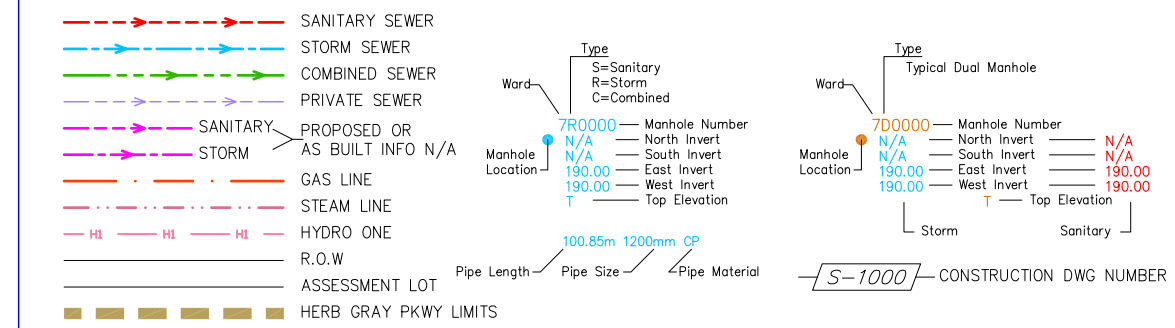 SANITARY SEWER
STORM SEWER
COMBINED SEWER
PRIVATE SEWER
SANITARY
STORM
PROPOSED OR
AS BUILT INFO N/A
GAS LINE
STEAM LINE
H1 H1 H1 HYDRO ONE
R.O.W
ASSESSMENT LOT
HERB GRAY PKWY LIMITS
Type
S=Sanitary
R=Storm
C=Combined
Ward
7R0000 Manhole Number
N/A North Invert
N/A South Invert
190.00 East Invert
190.00 West Invert
T Top Elevation
Manhole
Location
100.85m 1200mm CP
Pipe Length Pipe Size Pipe Material
Type
Typical Dual Manhole
Ward
7D0000 Manhole Number
N/A North Invert N/A
N/A South Invert N/A
190.00 East Invert 190.00
190.00 West Invert 190.00
T Top Elevation
Manhole
Location
Storm Sanitary
S-1000 CONSTRUCTION DWG NUMBER